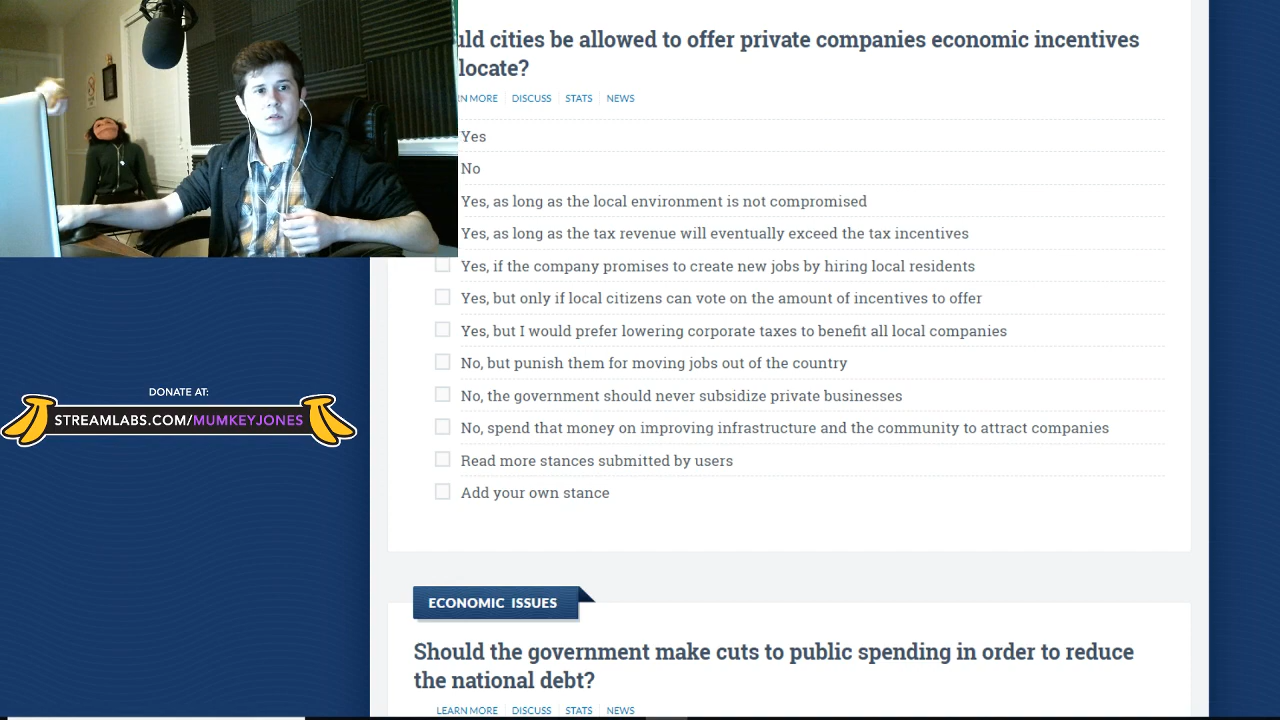 cities be allowed to offer private companies economic incentives
locate?
MORE DISCUSS STATS NEWS
Yes
No
Yes, as long as the local environment is not compromised
Yes, as long as the tax revenue will eventually exceed the tax incentives
Yes, if the company promises to create new jobs by hiring local residents
Yes, but only if local citizens can vote on the amount of incentives to offer
Yes, but I would prefer lowering corporate taxes to benefit all local companies
No, but punish them for moving jobs out of the country
No, the government should never subsidize private businesses
No, spend that money on improving infrastructure and the community to attract companies
Read more stances submitted by users
Add your own stance
DONATE AT:
STREAMLABS.COM/MUMKEYJONES
ECONOMIC ISSUES
Should the government make cuts to public spending in order to reduce
the national debt?
LEARN MORE DISCUSS STATS NEWS